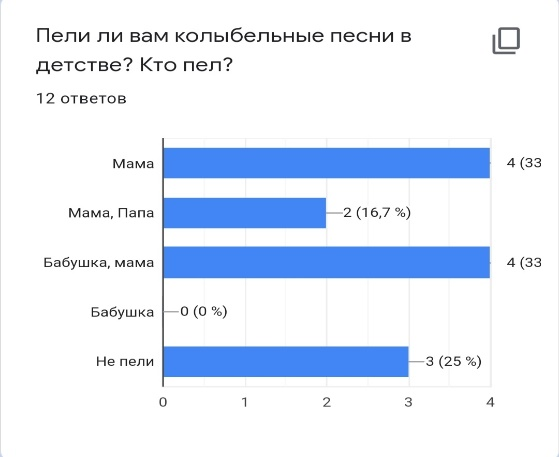 Пели ли вам колыбельные песни в
детстве? Кто пел?
12 ответов
Мама
4 (33
Мама, Папа
2 (16,7 %)
Бабушка, мама
4 (33
Бабушка
0 (0 %)
Не пели
3 (25 %)
0 1 2 3 4